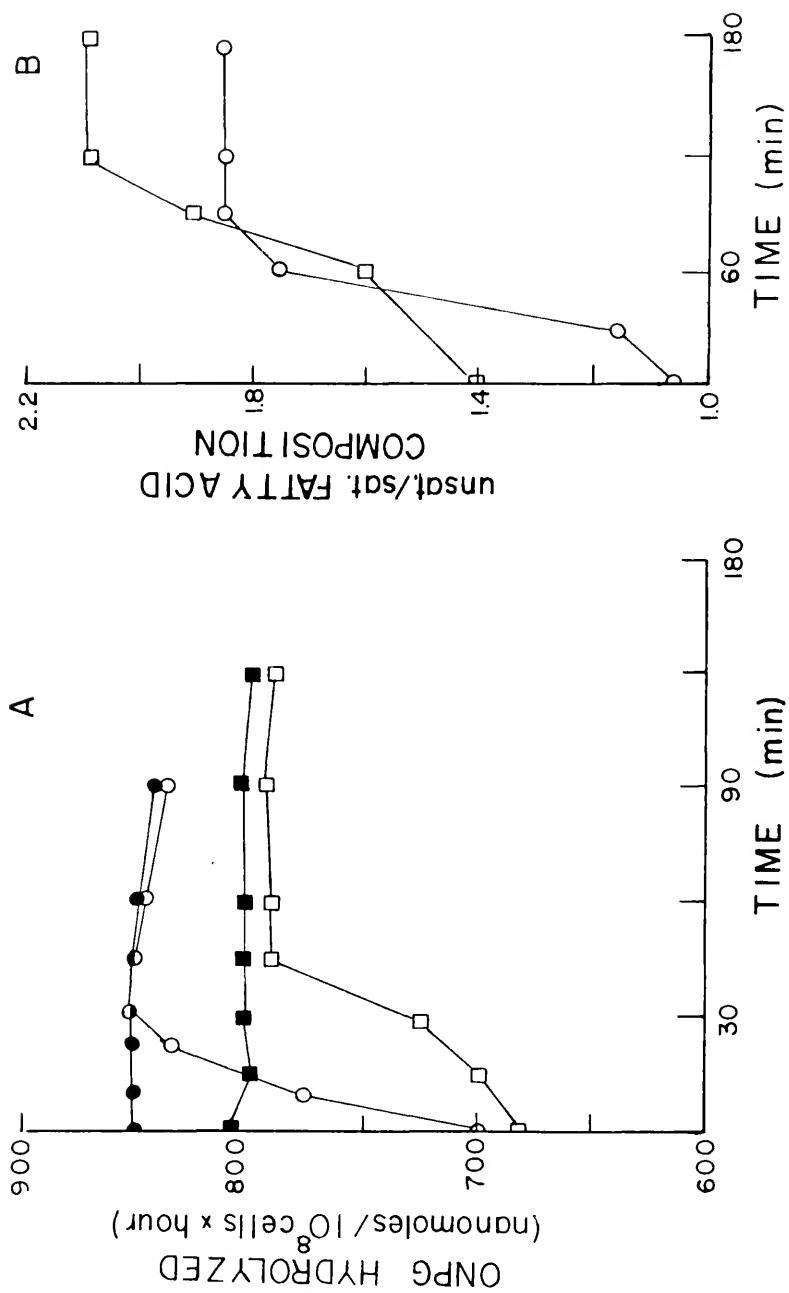 A
900
800
700
600
ONPG HYDROLYZED
(nanomoles/10⁸ cells x hour)
30
90
180
TIME (min)
B
2.2
1.8
1.4
1.0
unsat/sat. FATTY ACID
COMPOSITION
60
180
TIME (min)